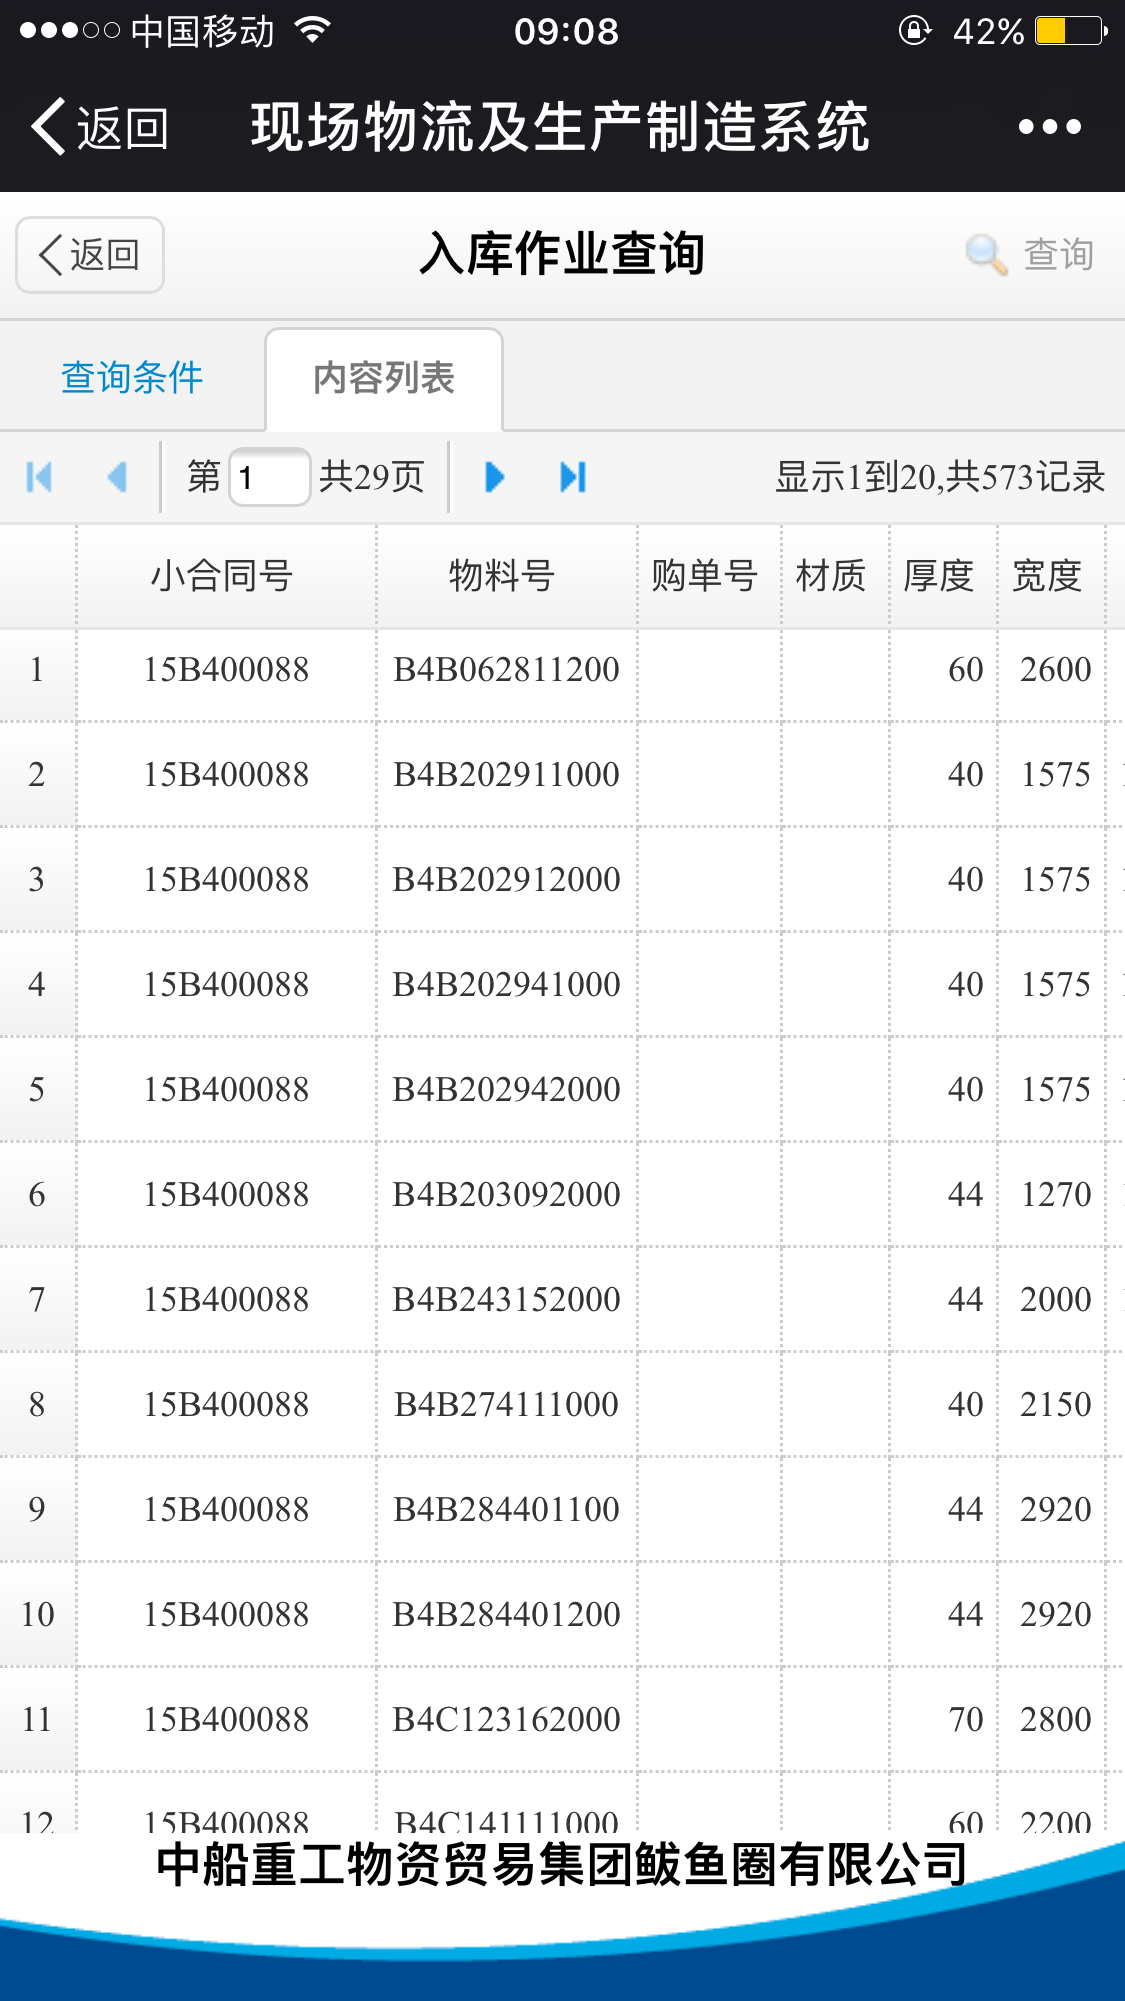 中国移动 09:08 42%
返回 现场物流及生产制造系统
返回 入库作业查询 查询
查询条件 内容列表
第 1 共29页 显示1到20,共573记录
小合同号 物料号 购单号 材质 厚度 宽度
1 15B400088 B4B062811200 60 2600
2 15B400088 B4B202911000 40 1575
3 15B400088 B4B202912000 40 1575
4 15B400088 B4B202941000 40 1575
5 15B400088 B4B202942000 40 1575
6 15B400088 B4B203092000 44 1270
7 15B400088 B4B243152000 44 2000
8 15B400088 B4B274111000 40 2150
9 15B400088 B4B284401100 44 2920
10 15B400088 B4B284401200 44 2920
11 15B400088 B4C123162000 70 2800
12 15B400088 B4C141111000 60 2200
中船重工物资贸易集团鲅鱼圈有限公司